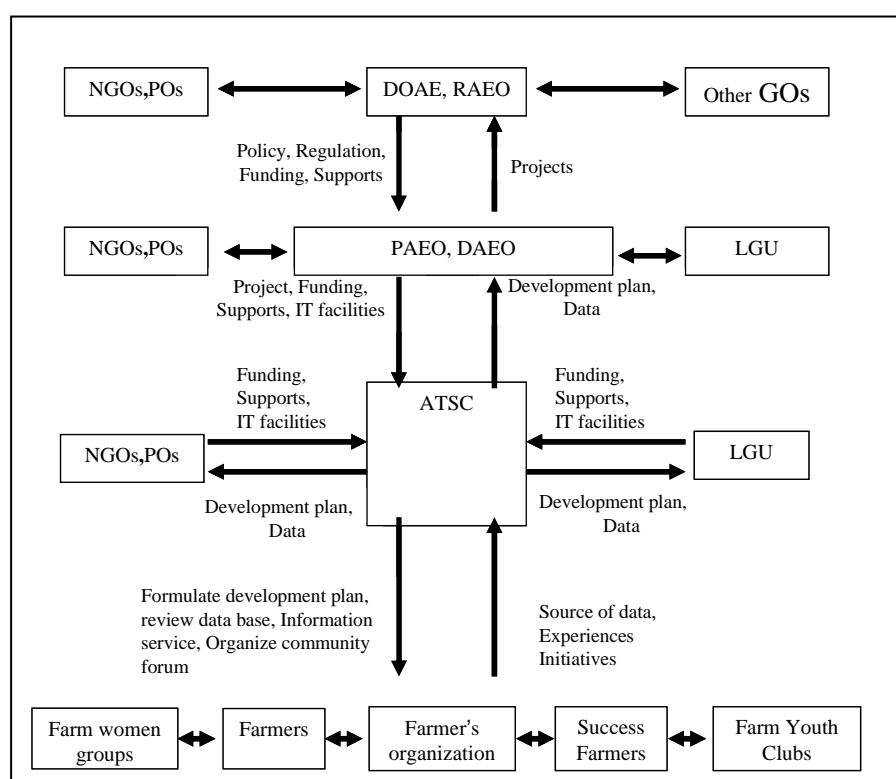 NGOs,POs
DOAE, RAEO
Other GOs
Policy, Regulation,
Funding, Supports
Projects
NGOs,POs
PAEO, DAEO
LGU
Project, Funding,
Supports, IT facilities
Development plan,
Data
Funding,
Supports,
IT facilities
ATSC
Funding,
Supports,
IT facilities
NGOs,POs
LGU
Development plan,
Data
Development plan,
Data
Formulate development plan,
review data base, Information
service, Organize community
forum
Source of data,
Experiences
Initiatives
Farm women
groups
Farmers
Farmer's
organization
Success
Farmers
Farm Youth
Clubs